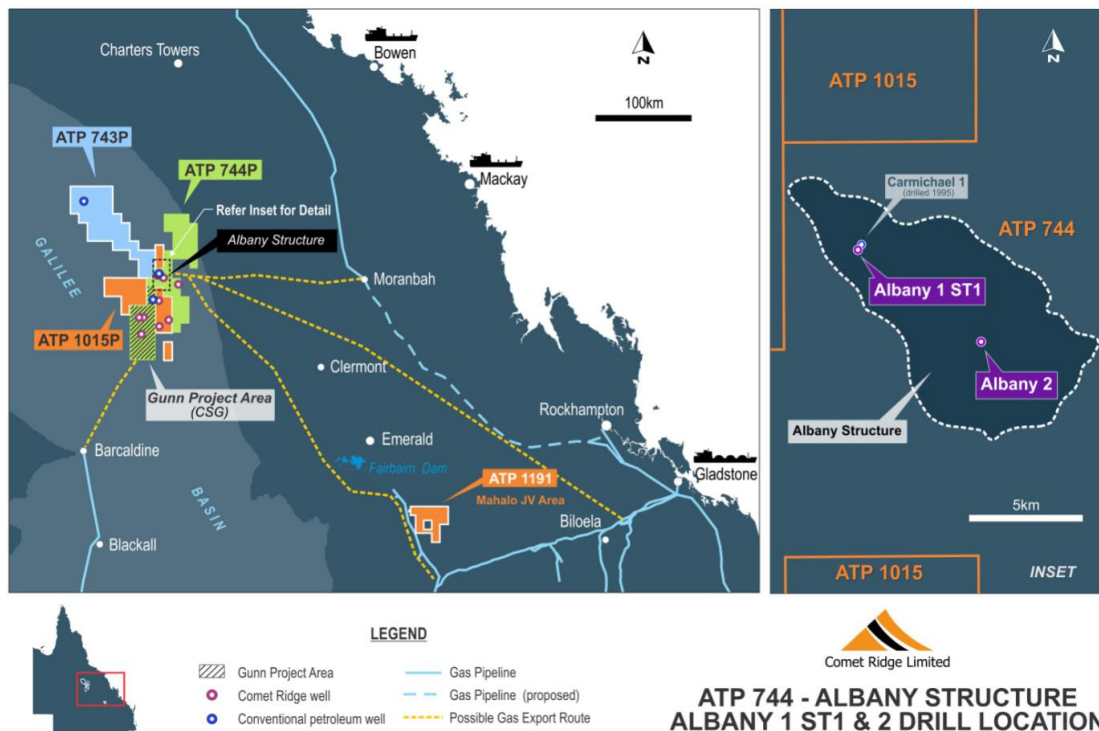 Charters Towers
Bowen
N
100km
ATP 743P
ATP 744P
Mackay
Refer Inset for Detail
Albany Structure
GALILEE
Moranbah
ATP 1015P
Clermont
Gunn Project Area
(CSG)
Rockhampton
Barcaldine
Emerald
Fairbairn Dam
Gladstone
ATP 1191
Mahalo JV Area
BASIN
Biloela
Blackall
N
ATP 1015
Carmichael 1
(drilled 1995)
ATP 744
Albany 1 ST1
Albany 2
Albany Structure
5km
ATP 1015
INSET
LEGEND
Gunn Project Area
Comet Ridge well
Conventional petroleum well
Gas Pipeline
Gas Pipeline (proposed)
Possible Gas Export Route
Comet Ridge Limited
ATP 744 - ALBANY STRUCTURE
ALBANY 1 ST1 & 2 DRILL LOCATION